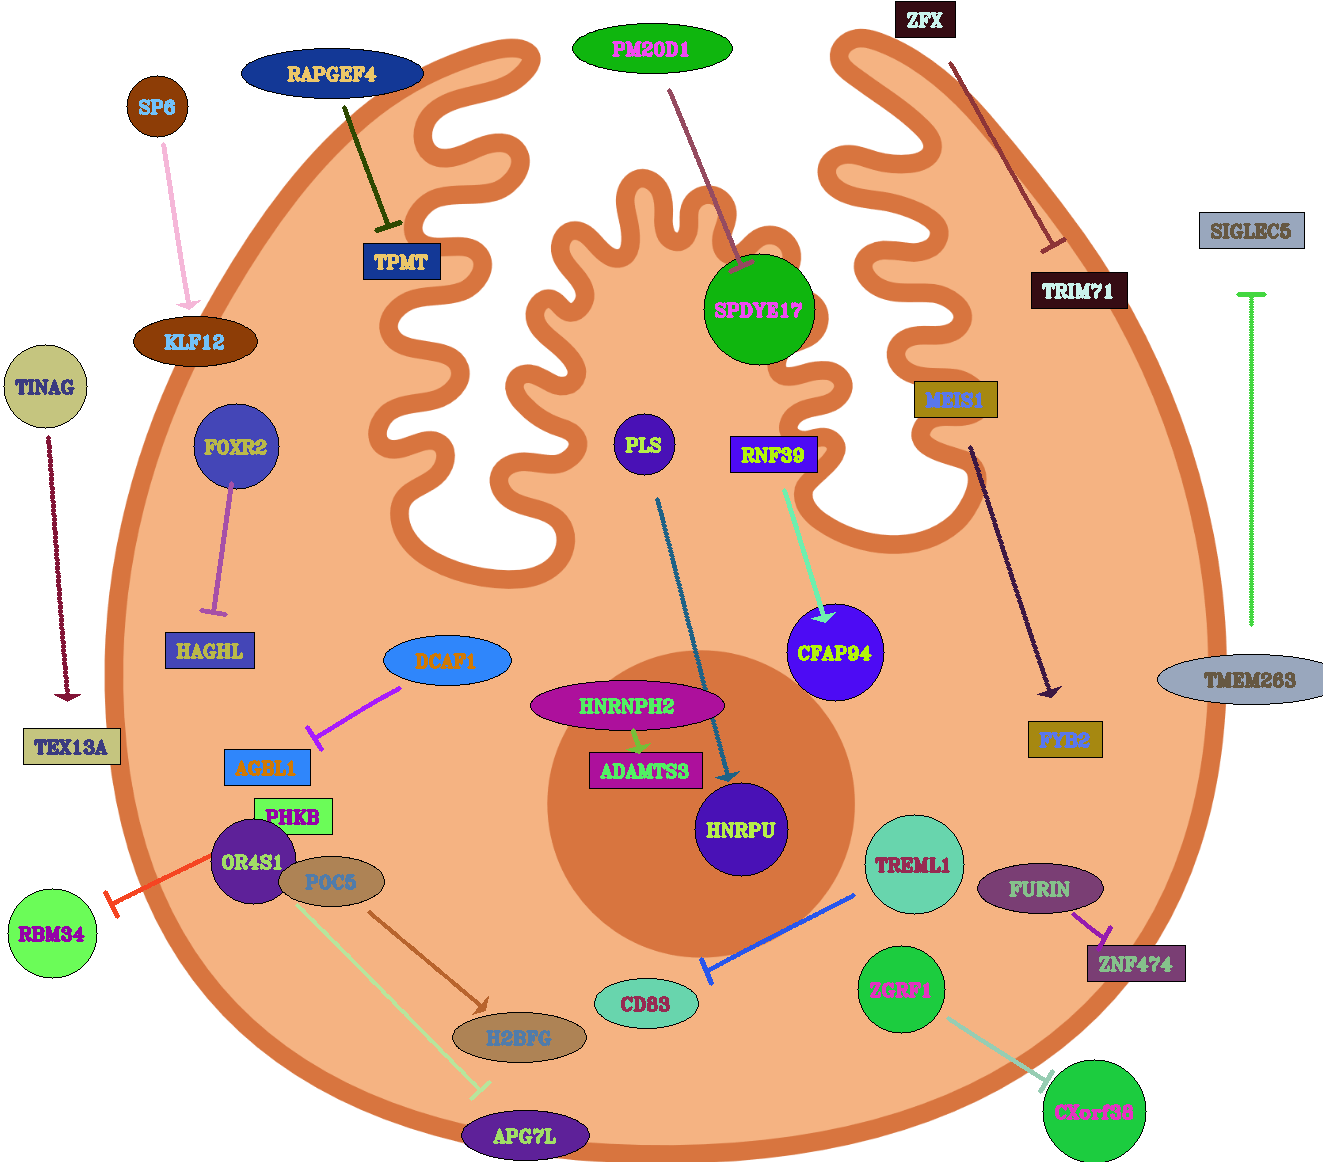 ZFX
PM20D1
RAPGEF4
SP6
SIGLEC5
TPMT
TRIM71
SPDYE17
KLF12
TINAG
MEIS1
FOXR2
PLS
RNF39
HAGHL
CFAP94
DCAF1
TMEM263
HNRNPH2
FYB2
TEX13A
AGBL1
ADAMTS3
PHKB
HNRPU
OR4S1
TREML1
POC5
FURIN
RBM34
ZNF474
ZGRF1
CD83
H2BFG
CXorf38
APG7L